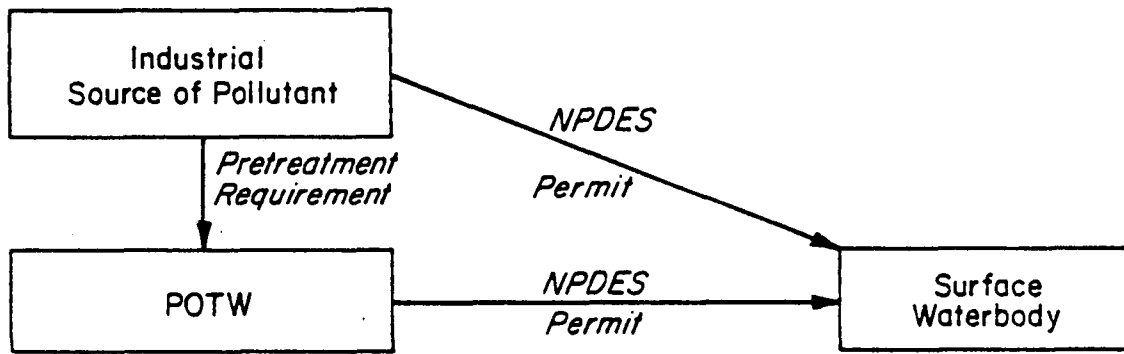 Industrial
Source of Pollutant
NPDES
Permit
Pretreatment
Requirement
POTW
NPDES
Permit
Surface
Waterbody